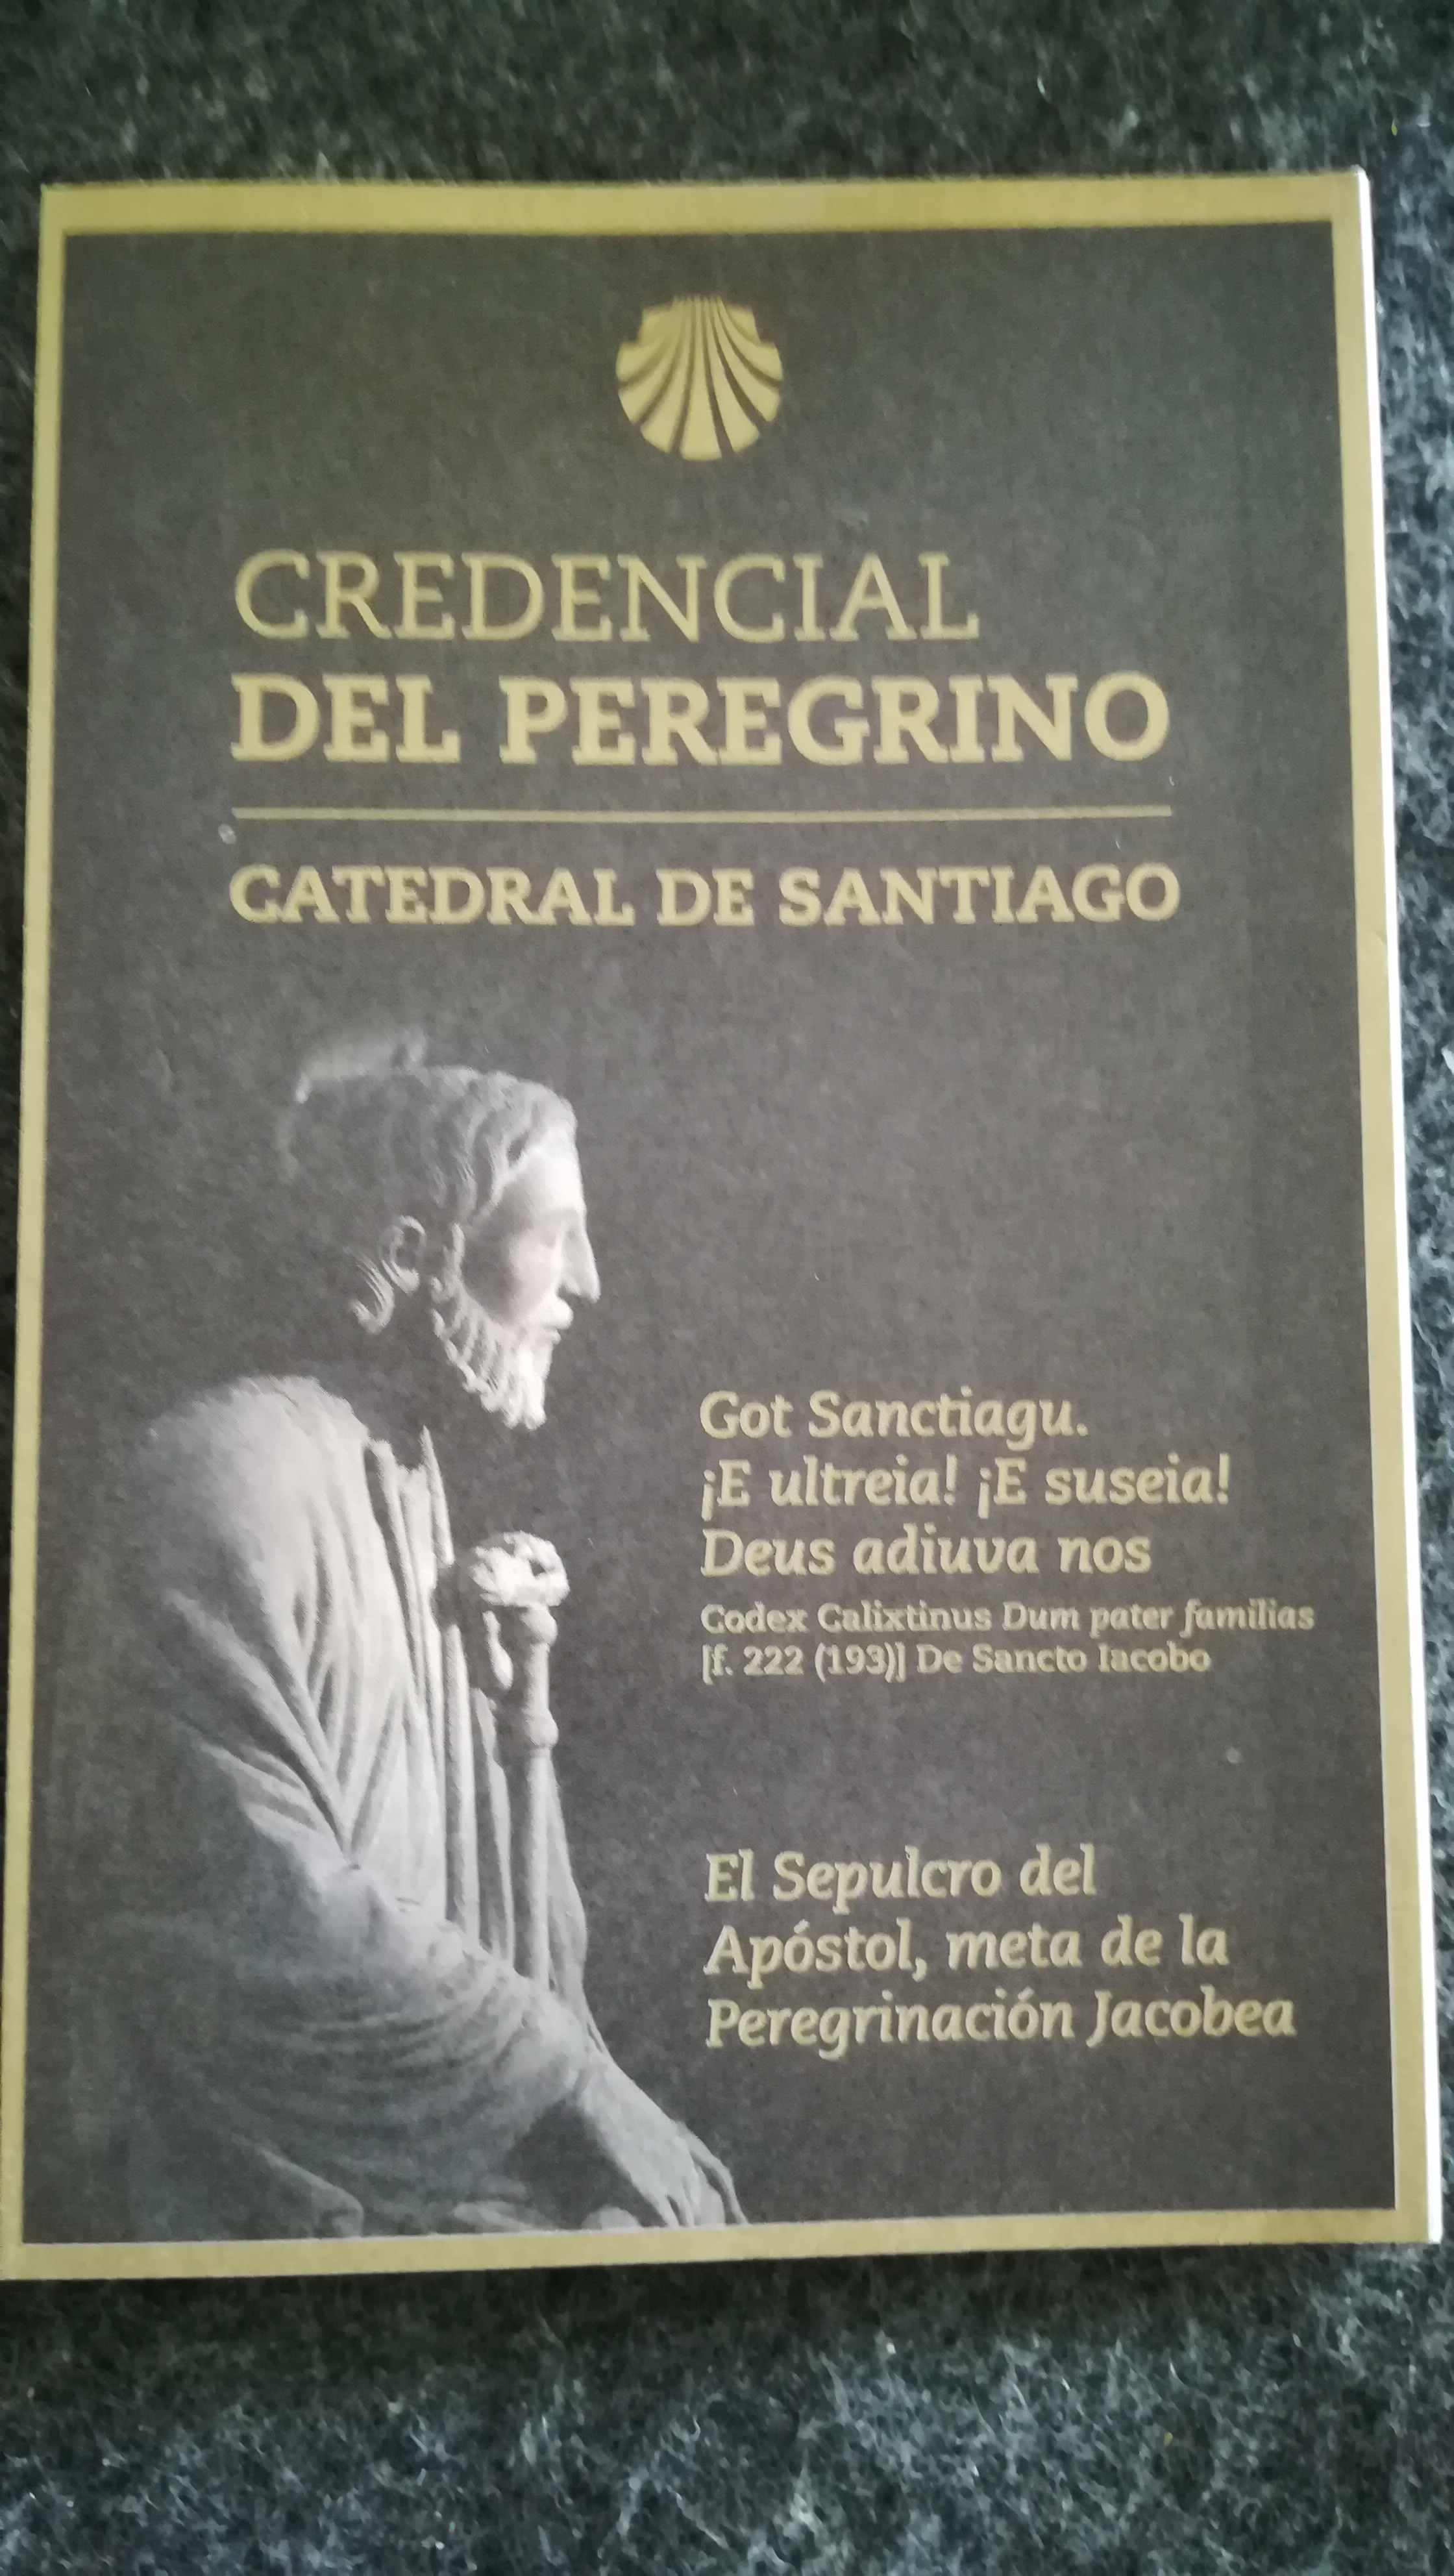 CREDENCIAL
DEL PEREGRINO
CATEDRAL DE SANTIAGO
Got Sanctiagu.
¡E ultreia! ¡E suseia!
Deus adiuva nos
Codex Calixtinus Dum pater familias
[f. 222 (193)] De Sancto Iacobo
El Sepulcro del
Apóstol, meta de la
Peregrinación Jacobea